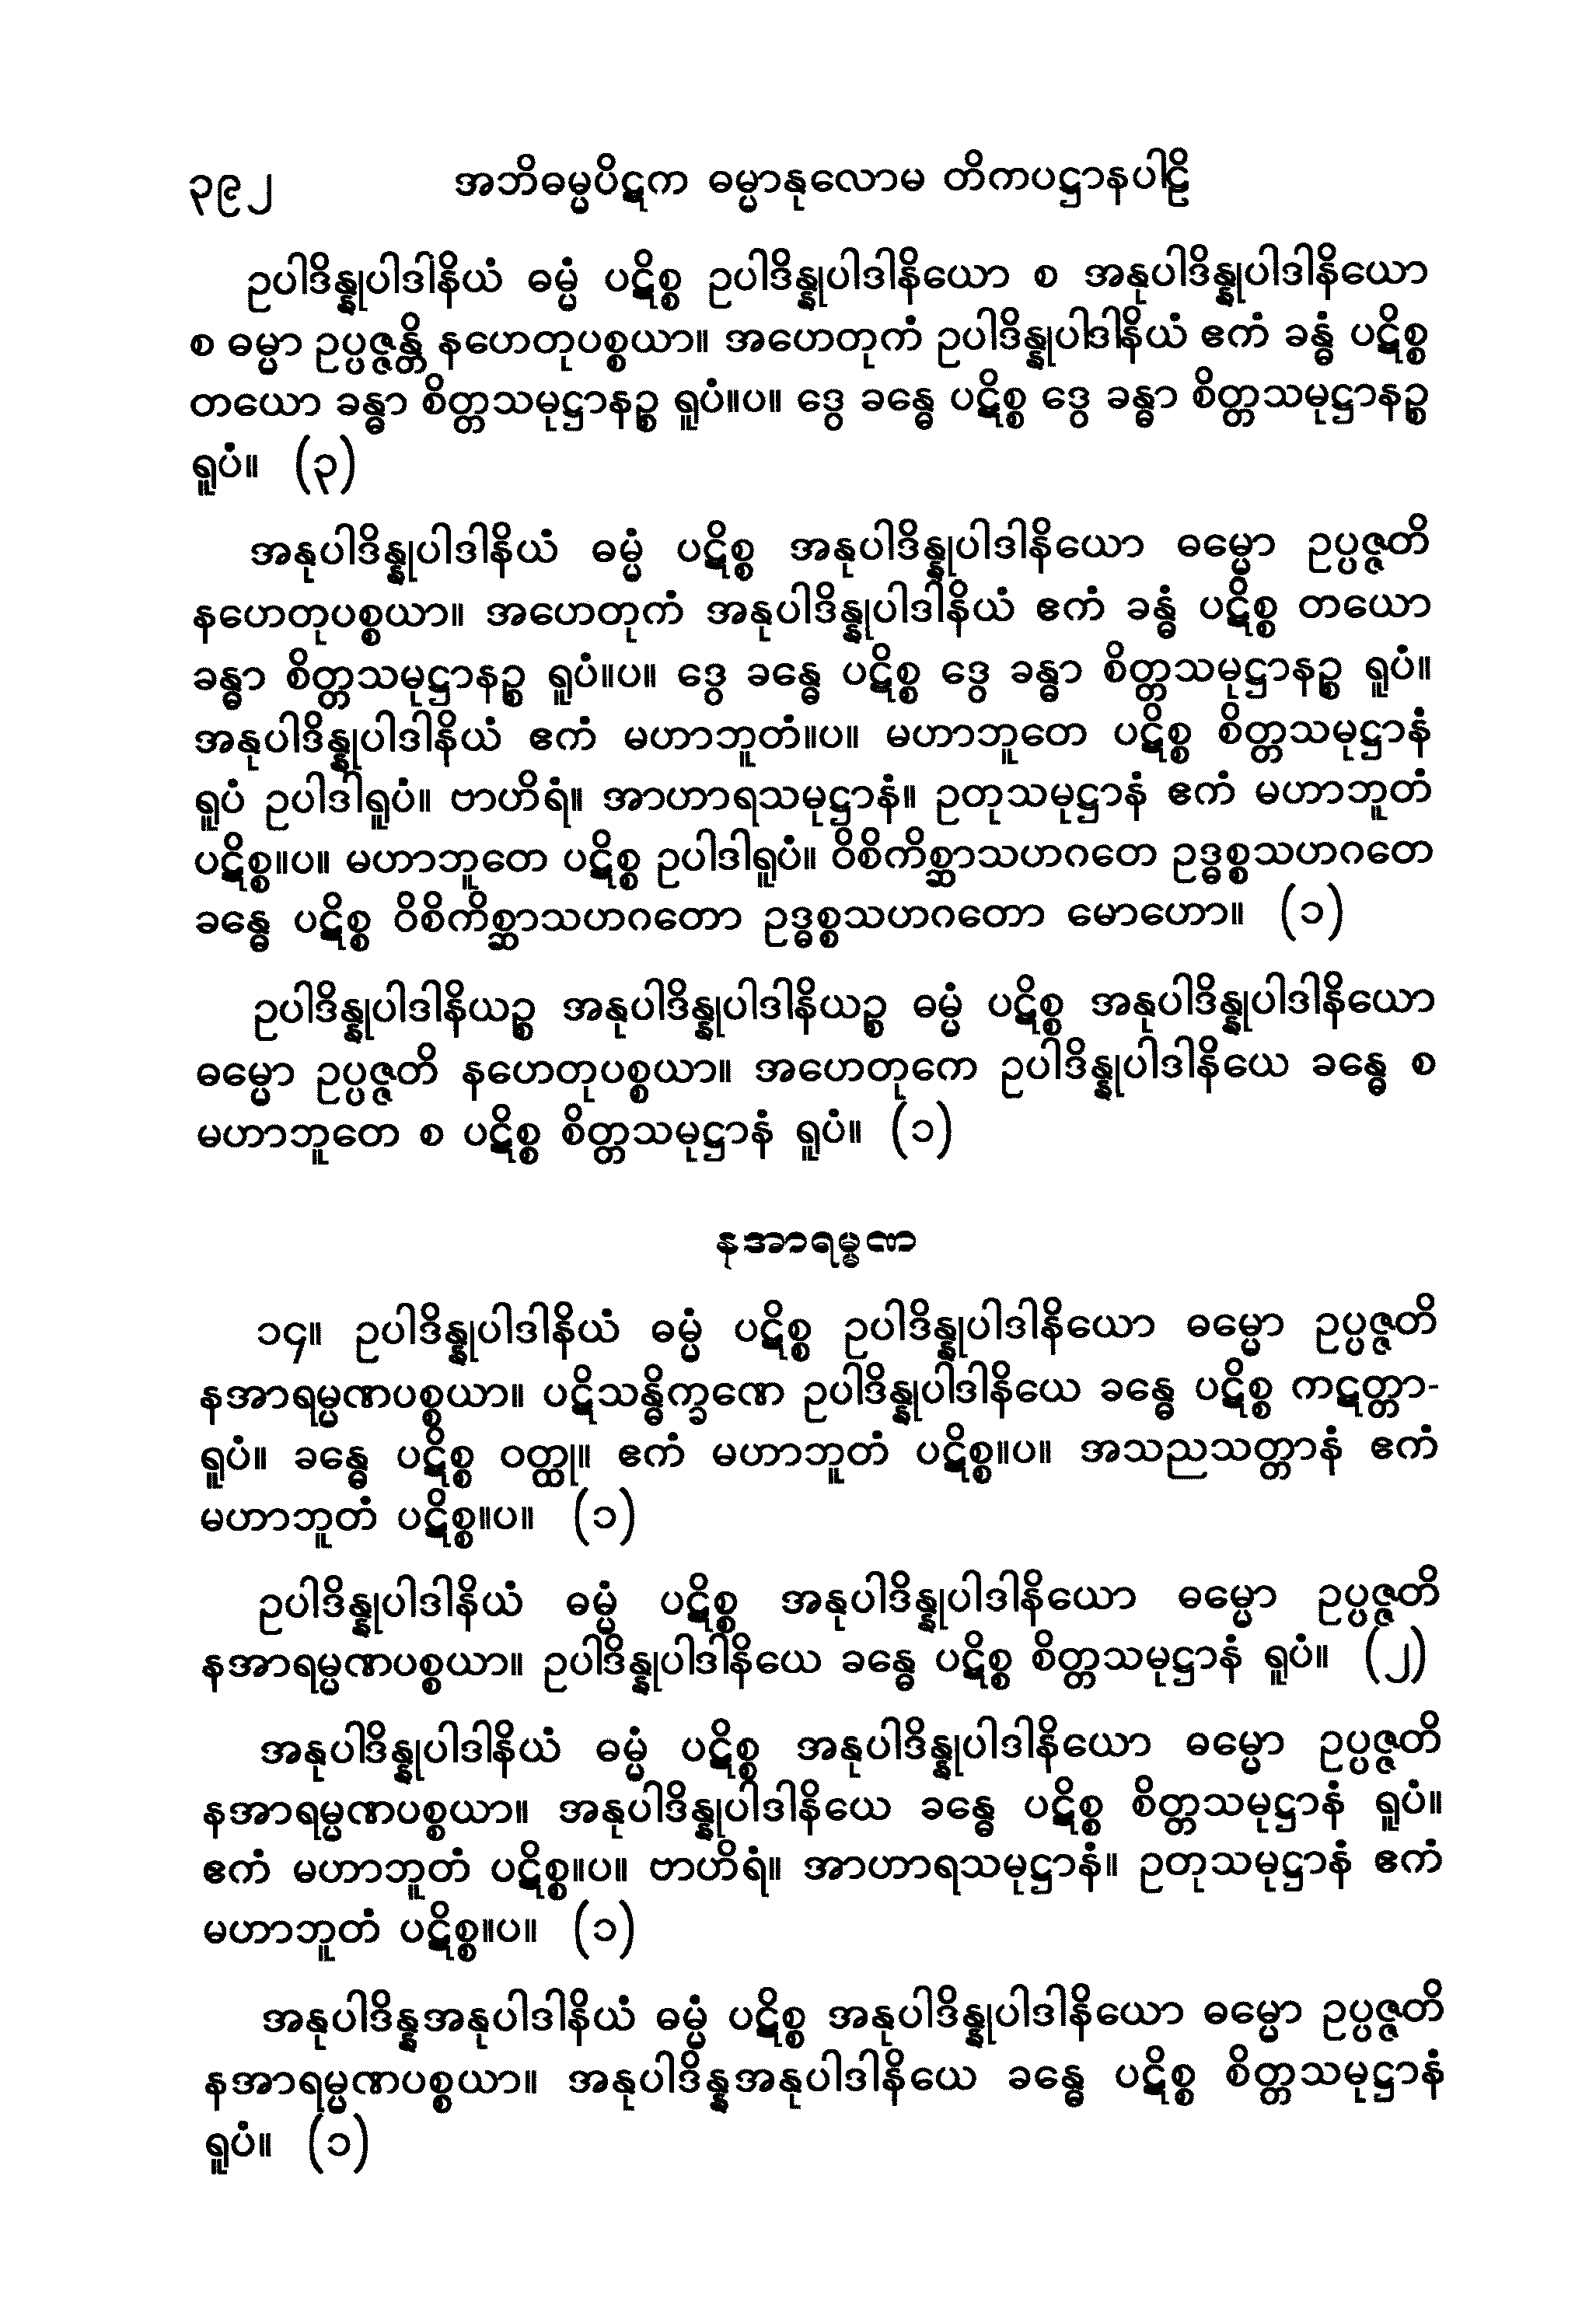 ၃၉၂ အဘိဓမ္မပိဋက ဓမ္မာနုလောမ တိကပဋ္ဌာနပါဠိ
ဥပါဒိန္နုပါဒါနိယံ ဓမ္မံ ပဋိစ္စ ဥပါဒိန္နုပါဒါနိယော စ အနုပါဒိန္နုပါဒါနိယော
စ ဓမ္မာ ဥပ္ပဇ္ဇန္တိ နဟေတုပစ္စယာ။ အဟေတုကံ ဥပါဒိန္နုပါဒါနိယံ ဧကံ ခန္ဓံ ပဋိစ္စ
တယော ခန္ဓာ စိတ္တသမုဋ္ဌာနဉ္စ ရူပံ။ပ။ ဒွေ ခန္ဓေ ပဋိစ္စ ဒွေ ခန္ဓာ စိတ္တသမုဋ္ဌာနဉ္စ
ရူပံ။ (၃)
အနုပါဒိန္နုပါဒါနိယံ ဓမ္မံ ပဋိစ္စ အနုပါဒိန္နုပါဒါနိယော ဓမ္မော ဥပ္ပဇ္ဇတိ
နဟေတုပစ္စယာ။ အဟေတုကံ အနုပါဒိန္နုပါဒါနိယံ ဧကံ ခန္ဓံ ပဋိစ္စ တယော
ခန္ဓာ စိတ္တသမုဋ္ဌာနဉ္စ ရူပံ။ပ။ ဒွေ ခန္ဓေ ပဋိစ္စ ဒွေ ခန္ဓာ စိတ္တသမုဋ္ဌာနဉ္စ ရူပံ။
အနုပါဒိန္နုပါဒါနိယံ ဧကံ မဟာဘူတံ။ပ။ မဟာဘူတေ ပဋိစ္စ စိတ္တသမုဋ္ဌာနံ
ရူပံ ဥပါဒါရူပံ။ ဗာဟိရံ။ အာဟာရသမုဋ္ဌာနံ။ ဥတုသမုဋ္ဌာနံ ဧကံ မဟာဘူတံ
ပဋိစ္စ။ပ။ မဟာဘူတေ ပဋိစ္စ ဥပါဒါရူပံ။ ဝိစိကိစ္ဆာသဟဂတေ ဥဒ္ဓစ္စသဟဂတေ
ခန္ဓေ ပဋိစ္စ ဝိစိကိစ္ဆာသဟဂတော ဥဒ္ဓစ္စသဟဂတော မောဟော။ (၁)
ဥပါဒိန္နုပါဒါနိယဉ္စ အနုပါဒိန္နုပါဒါနိယဉ္စ ဓမ္မံ ပဋိစ္စ အနုပါဒိန္နုပါဒါနိယော
ဓမ္မော ဥပ္ပဇ္ဇတိ နဟေတုပစ္စယာ။ အဟေတုကေ ဥပါဒိန္နုပါဒါနိယေ ခန္ဓေ စ
မဟာဘူတေ စ ပဋိစ္စ စိတ္တသမုဋ္ဌာနံ ရူပံ။ (၁)
နအာရမ္မဏ
၁၄။ ဥပါဒိန္နုပါဒါနိယံ ဓမ္မံ ပဋိစ္စ ဥပါဒိန္နုပါဒါနိယော ဓမ္မော ဥပ္ပဇ္ဇတိ
နအာရမ္မဏပစ္စယာ။ ပဋိသန္ဓိက္ခဏေ ဥပါဒိန္နုပါဒါနိယေ ခန္ဓေ ပဋိစ္စ ကဋတ္တာ-
ရူပံ။ ခန္ဓေ ပဋိစ္စ ဝတ္ထု။ ဧကံ မဟာဘူတံ ပဋိစ္စ။ပ။ အသညသတ္တာနံ ဧကံ
မဟာဘူတံ ပဋိစ္စ။ပ။ (၁)
ဥပါဒိန္နုပါဒါနိယံ ဓမ္မံ ပဋိစ္စ အနုပါဒိန္နုပါဒါနိယော ဓမ္မော ဥပ္ပဇ္ဇတိ
နအာရမ္မဏပစ္စယာ။ ဥပါဒိန္နုပါဒါနိယေ ခန္ဓေ ပဋိစ္စ စိတ္တသမုဋ္ဌာနံ ရူပံ။ (၂)
အနုပါဒိန္နုပါဒါနိယံ ဓမ္မံ ပဋိစ္စ အနုပါဒိန္နုပါဒါနိယော ဓမ္မော ဥပ္ပဇ္ဇတိ
နအာရမ္မဏပစ္စယာ။ အနုပါဒိန္နုပါဒါနိယေ ခန္ဓေ ပဋိစ္စ စိတ္တသမုဋ္ဌာနံ ရူပံ။
ဧကံ မဟာဘူတံ ပဋိစ္စ။ပ။ ဗာဟိရံ။ အာဟာရသမုဋ္ဌာနံ။ ဥတုသမုဋ္ဌာနံ ဧကံ
မဟာဘူတံ ပဋိစ္စ။ပ။ (၁)
အနုပါဒိန္နအနုပါဒါနိယံ ဓမ္မံ ပဋိစ္စ အနုပါဒိန္နုပါဒါနိယော ဓမ္မော ဥပ္ပဇ္ဇတိ
နအာရမ္မဏပစ္စယာ။ အနုပါဒိန္နအနုပါဒါနိယေ ခန္ဓေ ပဋိစ္စ စိတ္တသမုဋ္ဌာနံ
ရူပံ။ (၁)